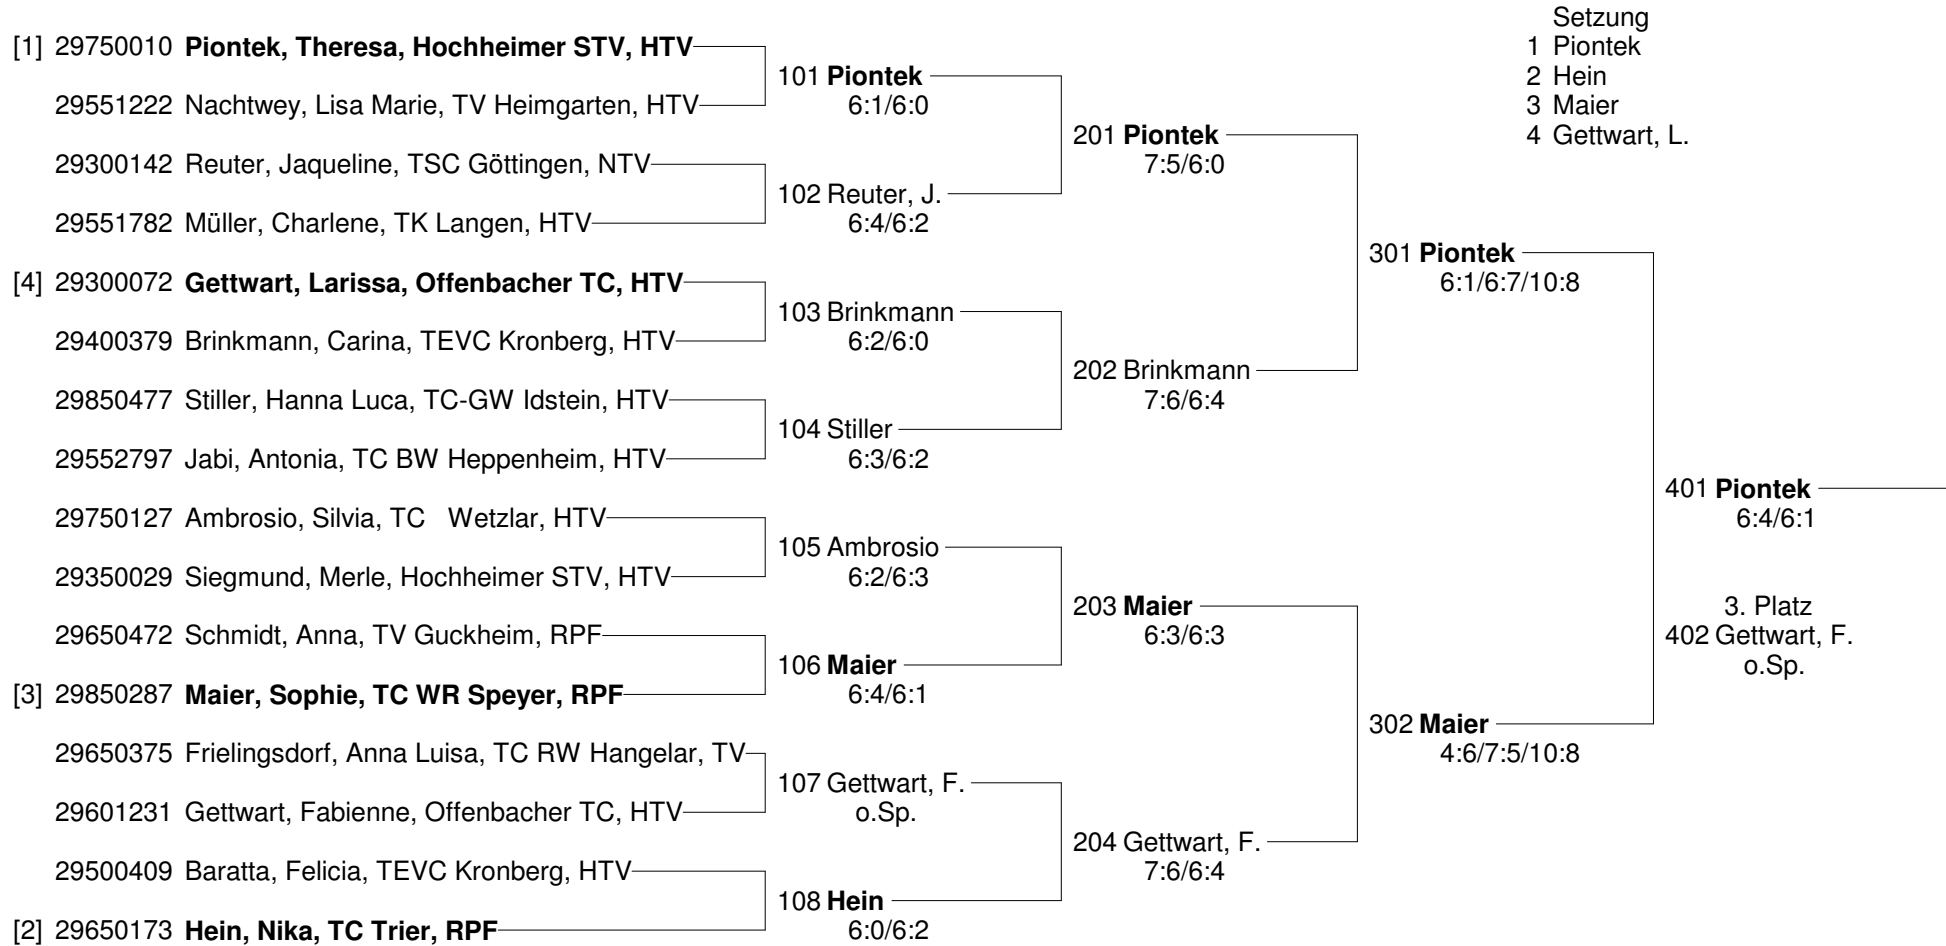 Setzung
1 Piontek
2 Hein
3 Maier
4 Gettwart, L.
[1] 29750010 Piontek, Theresa, Hochheimer STV, HTV
29551222 Nachtwey, Lisa Marie, TV Heimgarten, HTV
29300142 Reuter, Jaqueline, TSC Göttingen, NTV
29551782 Müller, Charlene, TK Langen, HTV
[4] 29300072 Gettwart, Larissa, Offenbacher TC, HTV
29400379 Brinkmann, Carina, TEVC Kronberg, HTV
29850477 Stiller, Hanna Luca, TC-GW Idstein, HTV
29552797 Jabi, Antonia, TC BW Heppenheim, HTV
29750127 Ambrosio, Silvia, TC Wetzlar, HTV
29350029 Siegmund, Merle, Hochheimer STV, HTV
29650472 Schmidt, Anna, TV Guckheim, RPF
[3] 29850287 Maier, Sophie, TC WR Speyer, RPF
29650375 Frielingsdorf, Anna Luisa, TC RW Hangelar, TV
29601231 Gettwart, Fabienne, Offenbacher TC, HTV
29500409 Baratta, Felicia, TEVC Kronberg, HTV
[2] 29650173 Hein, Nika, TC Trier, RPF
101 Piontek
6:1/6:0
102 Reuter, J.
6:4/6:2
103 Brinkmann
6:2/6:0
104 Stiller
6:3/6:2
105 Ambrosio
6:2/6:3
106 Maier
6:4/6:1
107 Gettwart, F.
o.Sp.
108 Hein
6:0/6:2
201 Piontek
7:5/6:0
202 Brinkmann
7:6/6:4
203 Maier
6:3/6:3
204 Gettwart, F.
7:6/6:4
301 Piontek
6:1/6:7/10:8
302 Maier
4:6/7:5/10:8
401 Piontek
6:4/6:1
3. Platz
402 Gettwart, F.
o.Sp.